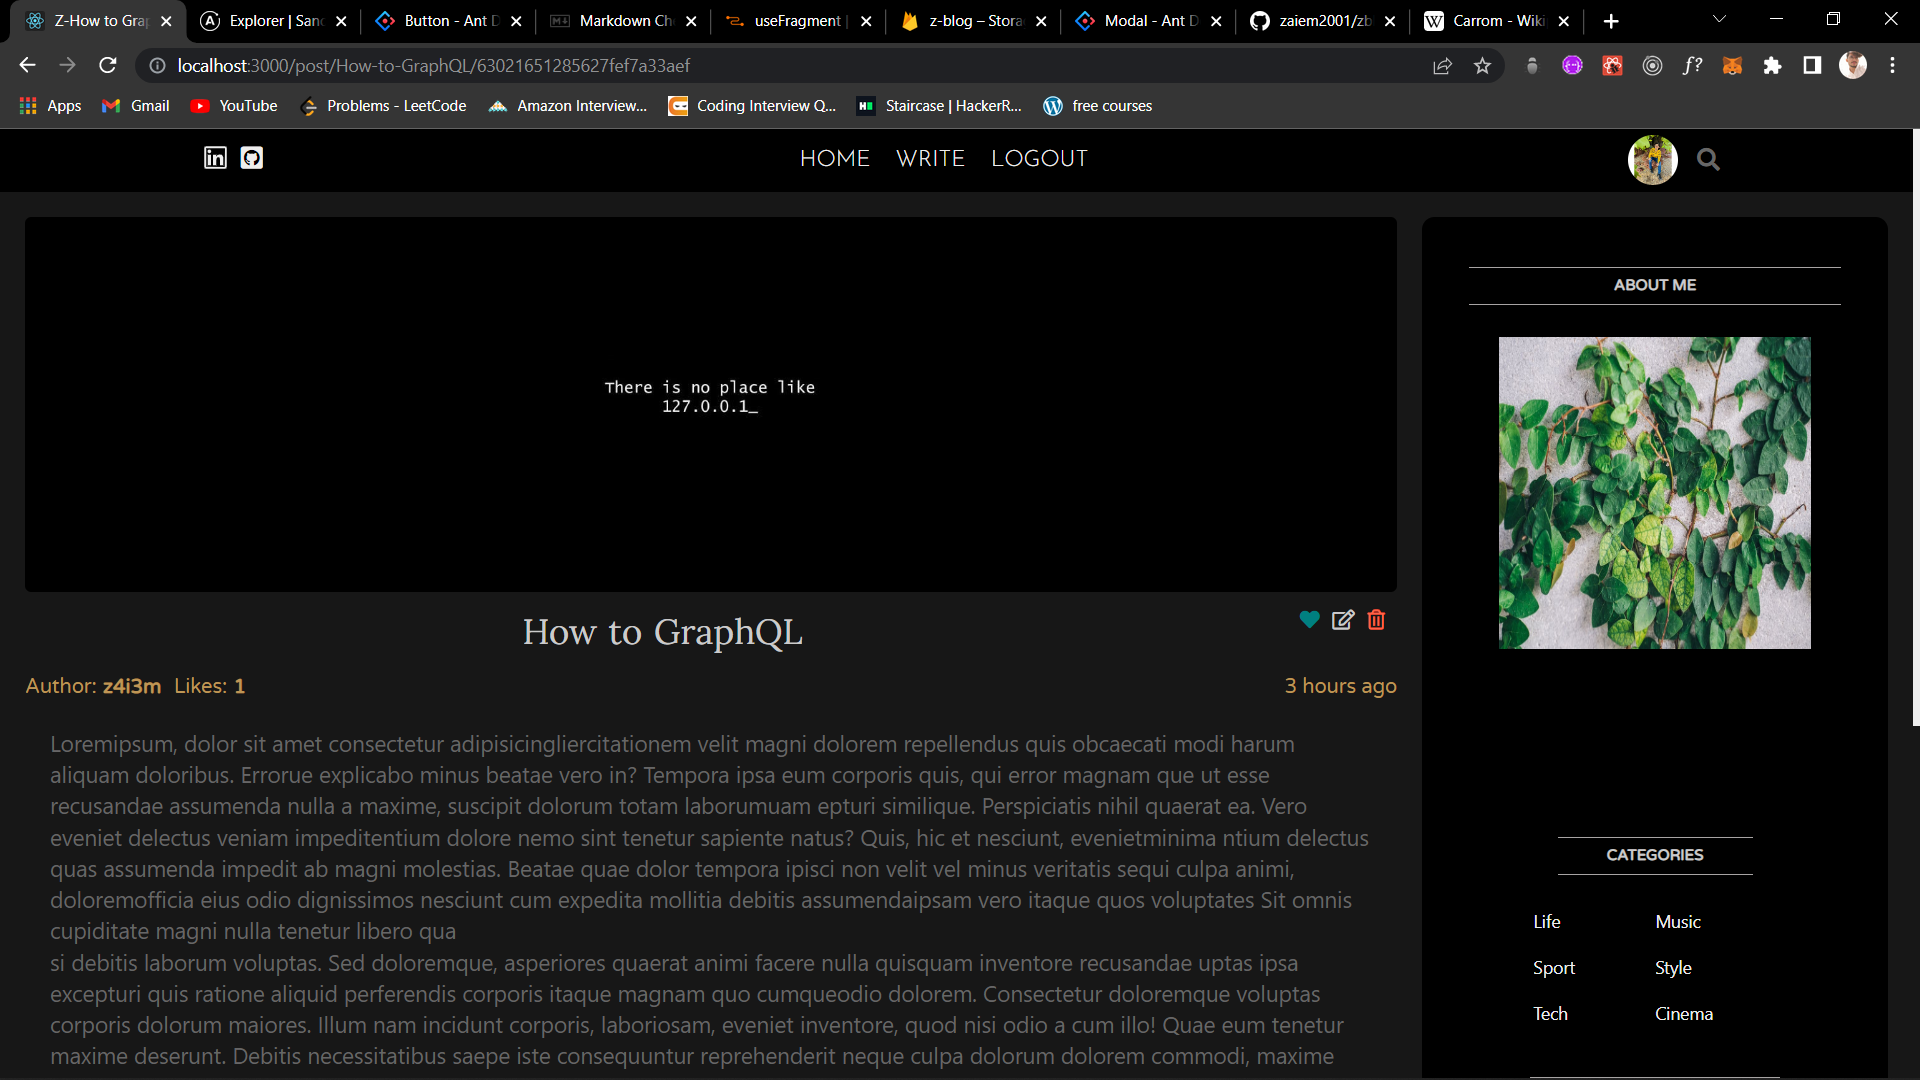 Z-How to Gra
Explorer | San
Button - Ant D
Markdown Ch
useFragment |
z-blog – Stora
Modal - Ant D
zaiem2001/zb
Carrom - Wiki
localhost:3000/post/How-to-GraphQL/63021651285627fef7a33aef
f?
Apps
Gmail
YouTube
Problems - LeetCode
Amazon Interview...
Coding Interview Q...
Staircase | HackerR...
free courses
HOME WRITE LOGOUT
There is no place like
127.0.0.1_
How to GraphQL
Author: z4i3m Likes: 1
3 hours ago
Loremipsum, dolor sit amet consectetur adipisicingliercitationem velit magni dolorem repellendus quis obcaecati modi harum
aliquam doloribus. Errorue explicabo minus beatae vero in? Tempora ipsa eum corporis quis, qui error magnam que ut esse
recusandae assumenda nulla a maxime, suscipit dolorum totam laborumuam epturi similique. Perspiciatis nihil quaerat ea. Vero
eveniet delectus veniam impeditentium dolore nemo sint tenetur sapiente natus? Quis, hic et nesciunt, evenietminima ntium delectus
quas assumenda impedit ab magni molestias. Beatae quae dolor tempora ipisci non velit vel minus veritatis sequi culpa animi,
doloremofficia eius odio dignissimos nesciunt cum expedita mollitia debitis assumendaipsam vero itaque quos voluptates Sit omnis
cupiditate magni nulla tenetur libero qua
si debitis laborum voluptas. Sed doloremque, asperiores quaerat animi facere nulla quisquam inventore recusandae uptas ipsa
excepturi quis ratione aliquid perferendis corporis itaque magnam quo cumqueodio dolorem. Consectetur doloremque voluptas
corporis dolorum maiores. Illum nam incidunt corporis, laboriosam, eveniet inventore, quod nisi odio a cum illo! Quae eum tenetur
maxime deserunt. Debitis necessitatibus saepe iste consequuntur reprehenderit neque culpa dolorum dolorem commodi, maxime
ABOUT ME
CATEGORIES
Life Music
Sport Style
Tech Cinema